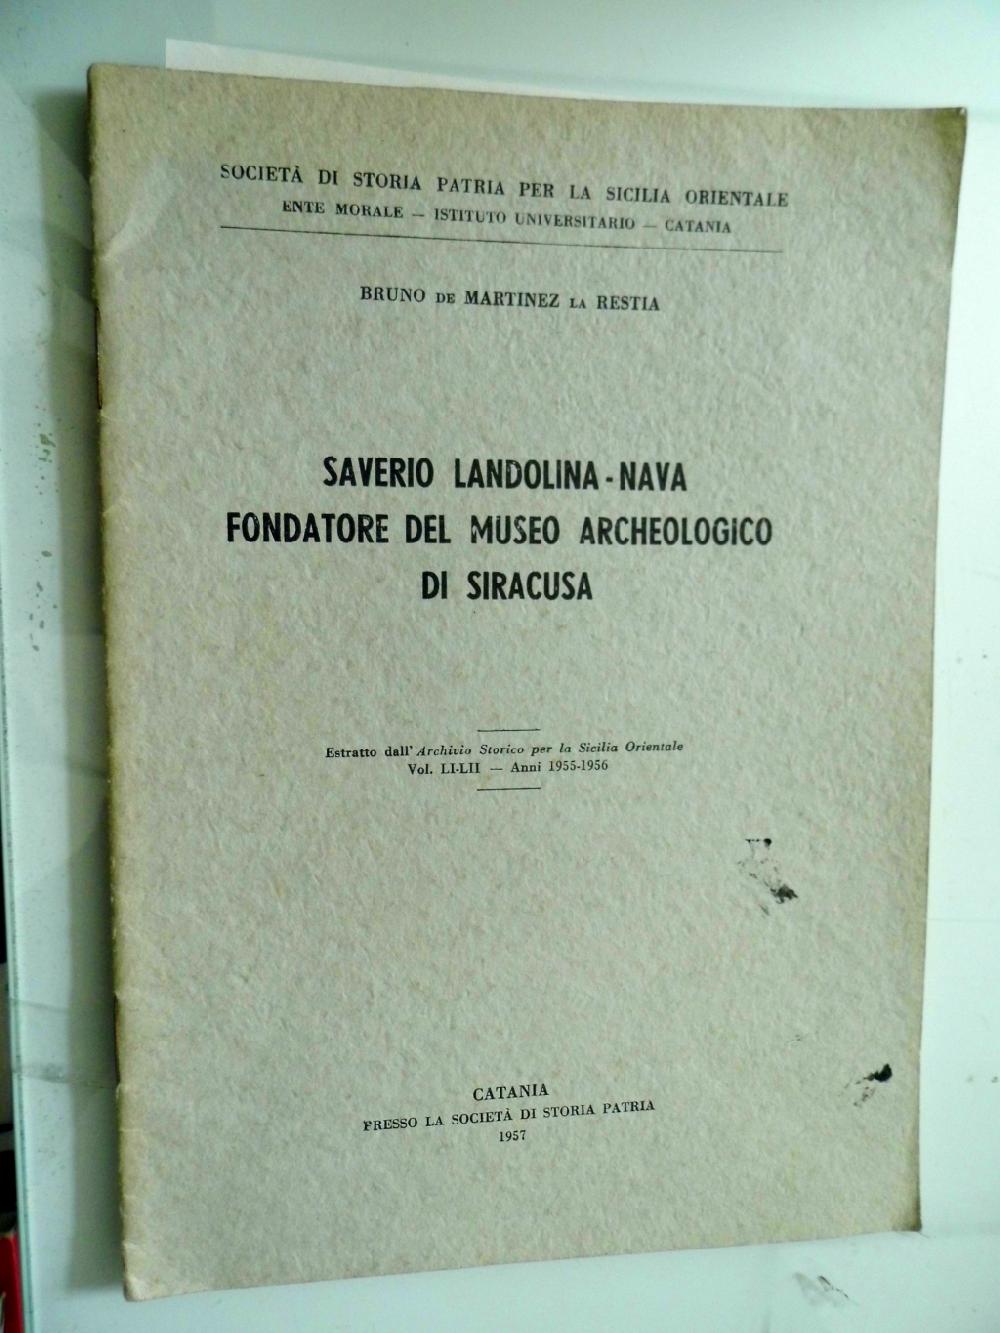 SOCIETÀ DI STORIA PATRIA PER LA SICILIA ORIENTALE
ENTE MORALE — ISTITUTO UNIVERSITARIO — CATANIA
BRUNO DE MARTINEZ LA RESTIA
SAVERIO LANDOLINA-NAVA
FONDATORE DEL MUSEO ARCHEOLOGICO
DI SIRACUSA
Estratto dall'Archivio Storico per la Sicilia Orientale
Vol. LI-LII — Anni 1955-1956
CATANIA
PRESSO LA SOCIETÀ DI STORIA PATRIA
1957